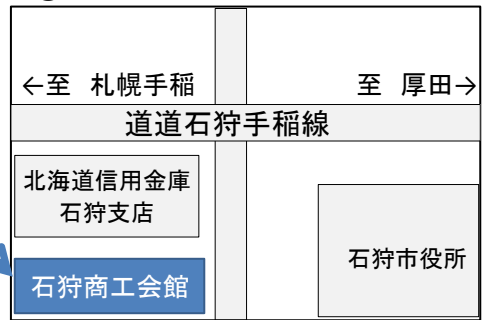 ←至 札幌手稲
至 厚田→
道道石狩手稲線
北海道信用金庫
石狩支店
石狩市役所
石狩商工会館